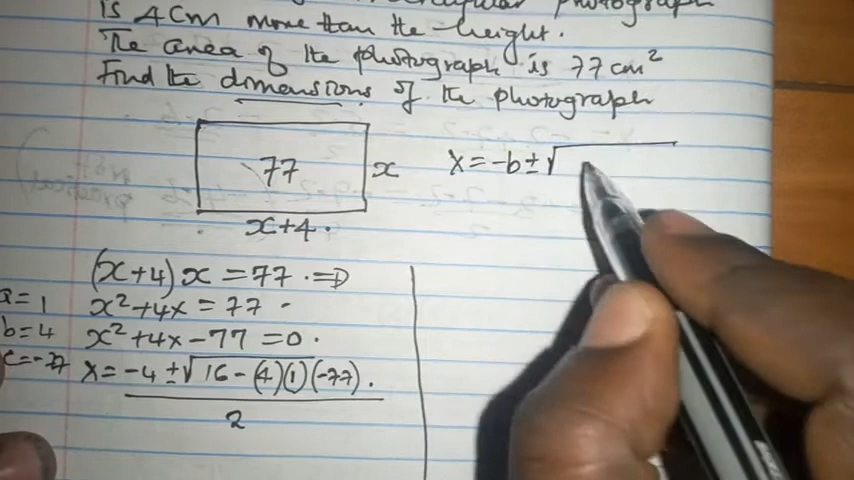 rectangular photograph
is 4cm more than the height.
The area of the photograph is 77 cm²
Find the dimensions of the photograph
77
x
x = -b ± √
x+4.
(x+4)x = 77 ⇒
a = 1
x² + 4x = 77 -
b = 4
x² + 4x - 77 = 0.
c = -77
x = -4 ± √16 - (4)(1)(-77).
2